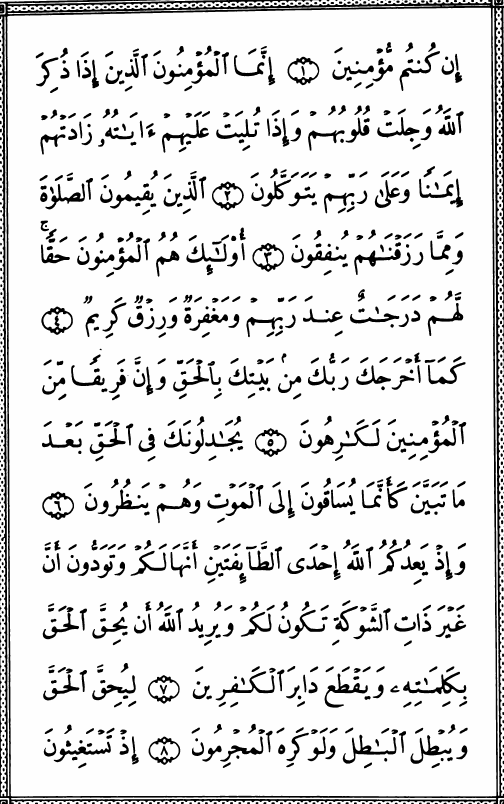 إِن كُنتُم مُّؤْمِنِينَ ١ إِنَّمَا ٱلْمُؤْمِنُونَ ٱلَّذِينَ إِذَا ذُكِرَ
ٱللَّهُ وَجِلَتْ قُلُوبُهُمْ وَإِذَا تُلِيَتْ عَلَيْهِمْ ءَايَـٰتُهُۥ زَادَتْهُمْ
إِيمَـٰنًا وَعَلَىٰ رَبِّهِمْ يَتَوَكَّلُونَ ٢ ٱلَّذِينَ يُقِيمُونَ ٱلصَّلَوٰةَ
وَمِمَّا رَزَقْنَـٰهُمْ يُنفِقُونَ ٣ أُو۟لَـٰٓئِكَ هُمُ ٱلْمُؤْمِنُونَ حَقًّا ۚ
لَّهُمْ دَرَجَـٰتٌ عِندَ رَبِّهِمْ وَمَغْفِرَةٌ وَرِزْقٌ كَرِيمٌ ٤
كَمَآ أَخْرَجَكَ رَبُّكَ مِنۢ بَيْتِكَ بِٱلْحَقِّ وَإِنَّ فَرِيقًا مِّنَ
ٱلْمُؤْمِنِينَ لَكَـٰرِهُونَ ٥ يُجَـٰدِلُونَكَ فِى ٱلْحَقِّ بَعْدَ
مَا تَبَيَّنَ كَأَنَّمَا يُسَاقُونَ إِلَى ٱلْمَوْتِ وَهُمْ يَنظُرُونَ ٦
وَإِذْ يَعِدُكُمُ ٱللَّهُ إِحْدَى ٱلطَّآئِفَتَيْنِ أَنَّهَا لَكُمْ وَتَوَدُّونَ أَنَّ
غَيْرَ ذَاتِ ٱلشَّوْكَةِ تَكُونُ لَكُمْ وَيُرِيدُ ٱللَّهُ أَن يُحِقَّ ٱلْحَقَّ
بِكَلِمَـٰتِهِۦ وَيَقْطَعَ دَابِرَ ٱلْكَـٰفِرِينَ ٧ لِيُحِقَّ ٱلْحَقَّ
وَيُبْطِلَ ٱلْبَـٰطِلَ وَلَوْ كَرِهَ ٱلْمُجْرِمُونَ ٨ إِذْ تَسْتَغِيثُونَ